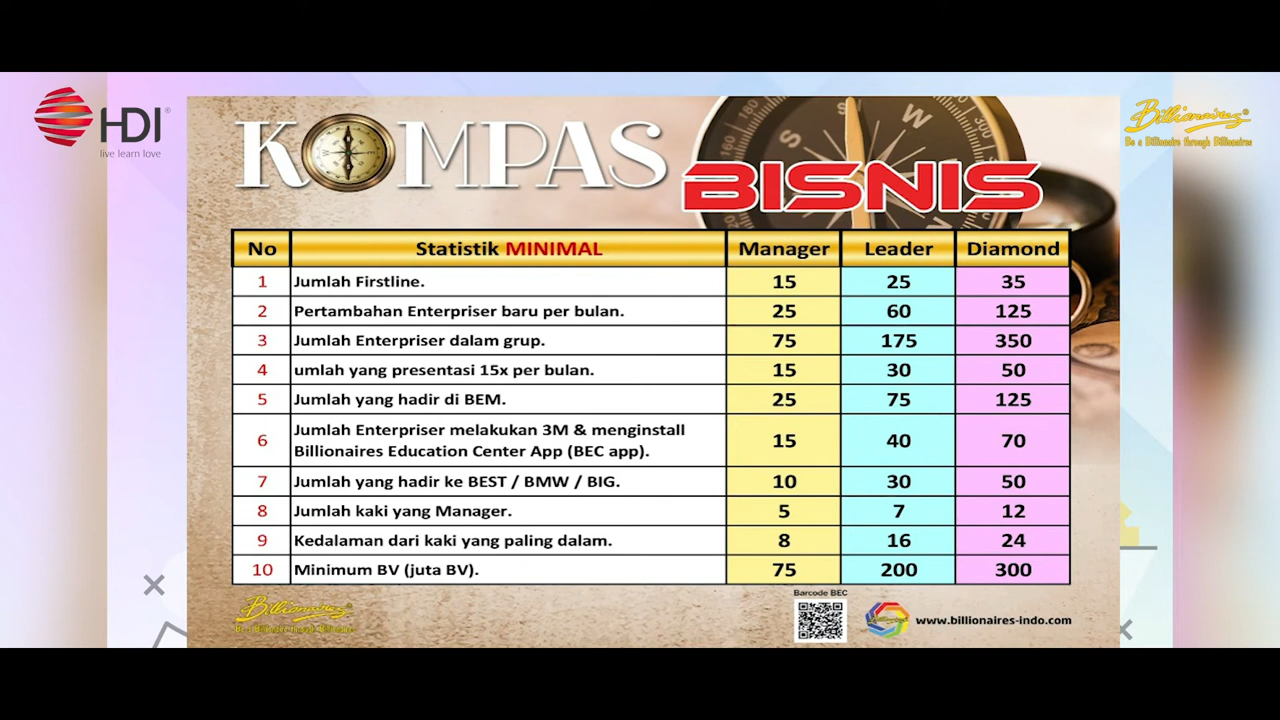 HDI
live learn love
Billionaires
Be a Billionaire through Billionaires
KOMPAS
BISNIS
No Statistik MINIMAL Manager Leader Diamond
1 Jumlah Firstline. 15 25 35
2 Pertambahan Enterpriser baru per bulan. 25 60 125
3 Jumlah Enterpriser dalam grup. 75 175 350
4 umlah yang presentasi 15x per bulan. 15 30 50
5 Jumlah yang hadir di BEM. 25 75 125
6 Jumlah Enterpriser melakukan 3M & menginstall
Billionaires Education Center App (BEC app). 15 40 70
7 Jumlah yang hadir ke BEST / BMW / BIG. 10 30 50
8 Jumlah kaki yang Manager. 5 7 12
9 Kedalaman dari kaki yang paling dalam. 8 16 24
10 Minimum BV (juta BV). 75 200 300
Billionaires
Be a Billionaire through Billionaires
Barcode BEC
www.billionaires-indo.com